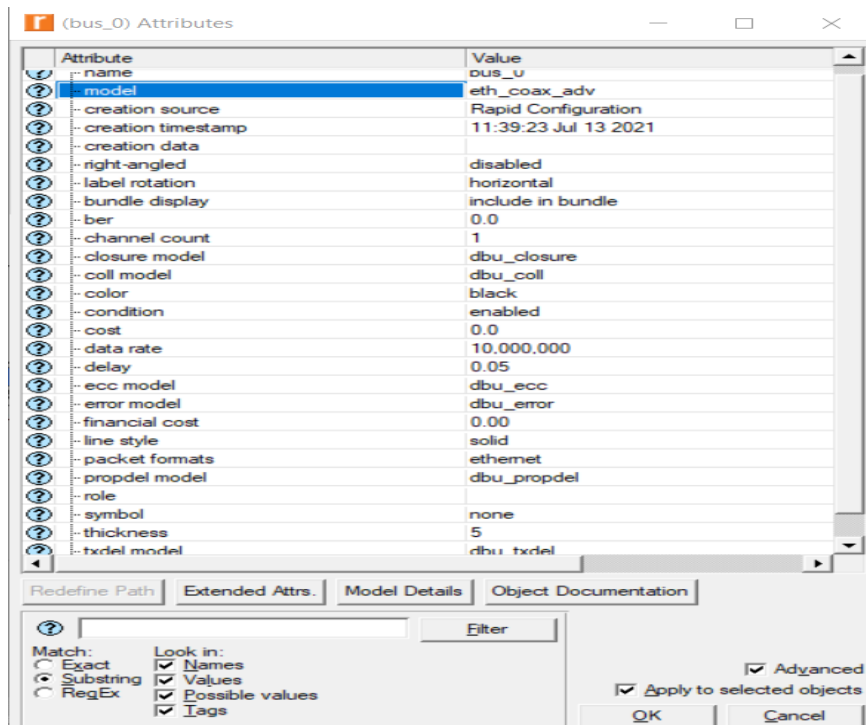 (bus_0) Attributes
Attribute Value
name bus_0
model eth_coax_adv
creation source Rapid Configuration
creation timestamp 11:39:23 Jul 13 2021
creation data
right-angled disabled
label rotation horizontal
bundle display include in bundle
ber 0.0
channel count 1
closure model dbu_closure
coll model dbu_coll
color black
condition enabled
cost 0.0
data rate 10,000,000
delay 0.05
ecc model dbu_ecc
error model dbu_error
financial cost 0.00
line style solid
packet formats ethernet
propdel model dbu_propdel
role
symbol none
thickness 5
txdel model dbu_txdel
Redefine Path Extended Attrs. Model Details Object Documentation
Filter
Match: Look in:
Exact Names
Substring Values
RegEx Possible values
Tags
Advanced
Apply to selected objects
OK Cancel